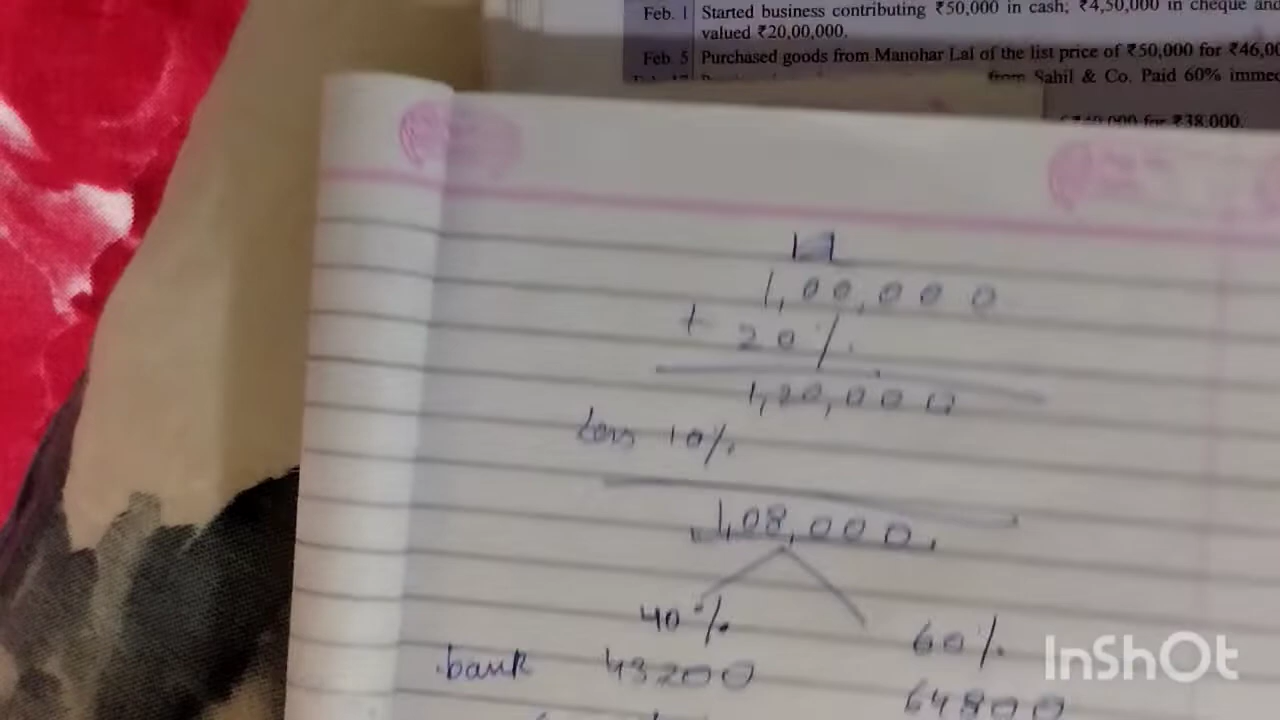 Feb. 1 Started business contributing ₹50,000 in cash; ₹4,50,000 in cheque and
valued ₹20,00,000.
Feb. 5 Purchased goods from Manohar Lal of the list price of ₹50,000 for ₹46,00
from Sahil & Co. Paid 60% immed
000 for ₹38,000.
1,00,000
+ 20%.
1,20,000
Less 10%.
1,08,000.
40%. 60%.
bank 43200 64800
InShOt